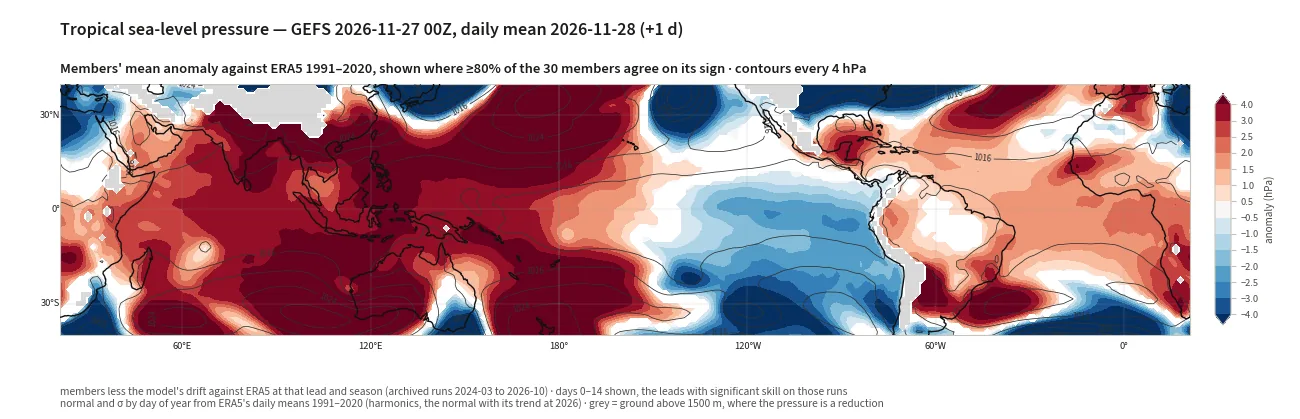 Tropical sea-level pressure — GEFS 2026-11-27 00Z, daily mean 2026-11-28 (+1 d)
Members' mean anomaly against ERA5 1991–2020, shown where ≥80% of the 30 members agree on its sign · contours every 4 hPa
30°N
0°
30°S
60°E
120°E
180°
120°W
60°W
0°
1016
1016
1016
1016
1024
4.0
3.0
2.5
2.0
1.5
1.0
0.5
−0.5
−1.0
−1.5
−2.0
−2.5
−3.0
−4.0
anomaly (hPa)
members less the model's drift against ERA5 at that lead and season (archived runs 2024-03 to 2026-10) · days 0–14 shown, the leads with significant skill on those runs
normal and σ by day of year from ERA5's daily means 1991–2020 (harmonics, the normal with its trend at 2026) · grey = ground above 1500 m, where the pressure is a reduction